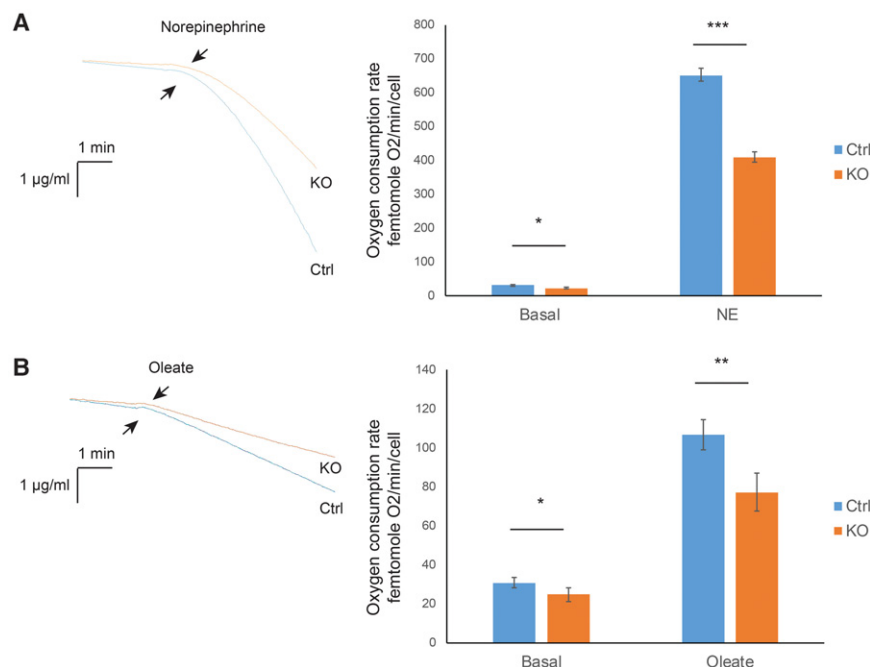 A
Norepinephrine
1 min
1 µg/ml
KO
Ctrl
Oxygen consumption rate
femtomole O2/min/cell
800
700
600
500
400
300
200
100
0
*
***
Basal
NE
Ctrl
KO
B
Oleate
1 min
1 µg/ml
KO
Ctrl
Oxygen consumption rate
femtomole O2/min/cell
140
120
100
80
60
40
20
0
*
**
Basal
Oleate
Ctrl
KO